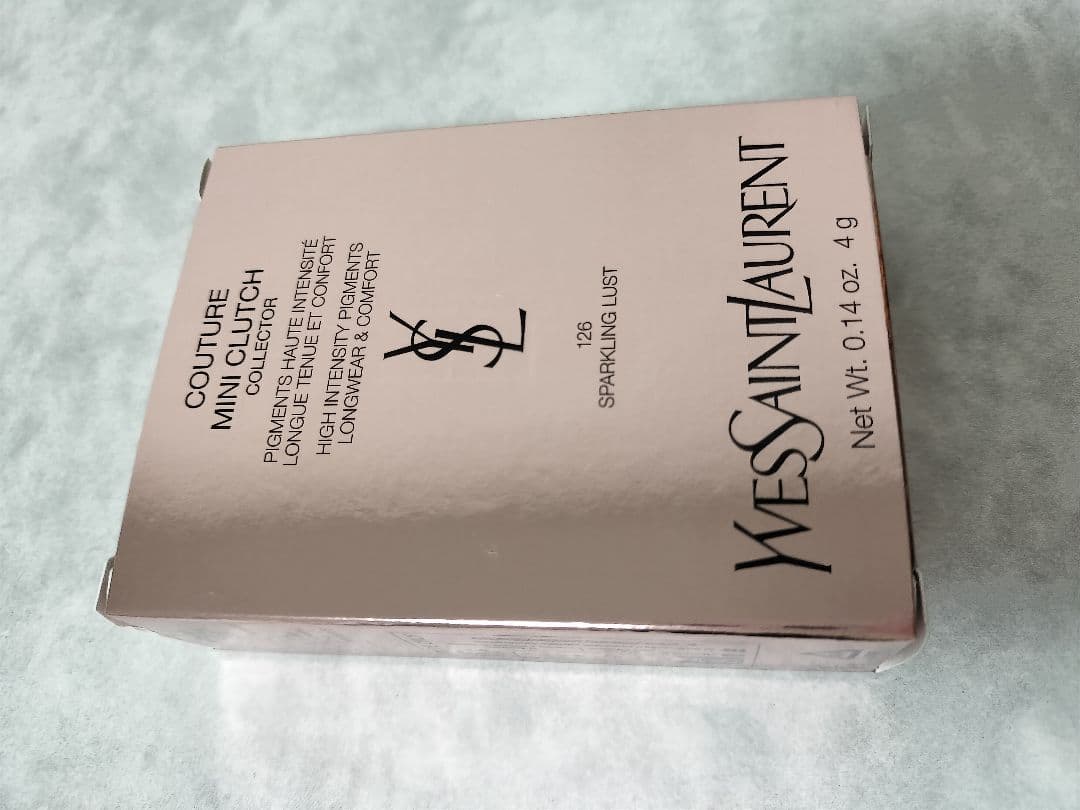 COUTURE
MINI CLUTCH
COLLECTOR
PIGMENTS HAUTE INTENSITÉ
LONGUE TENUE ET CONFORT
HIGH INTENSITY PIGMENTS
LONGWEAR & COMFORT
YSL
126
SPARKLING LUST
YVESSAINTLAURENT
Net Wt. 0.14 oz. 4 g